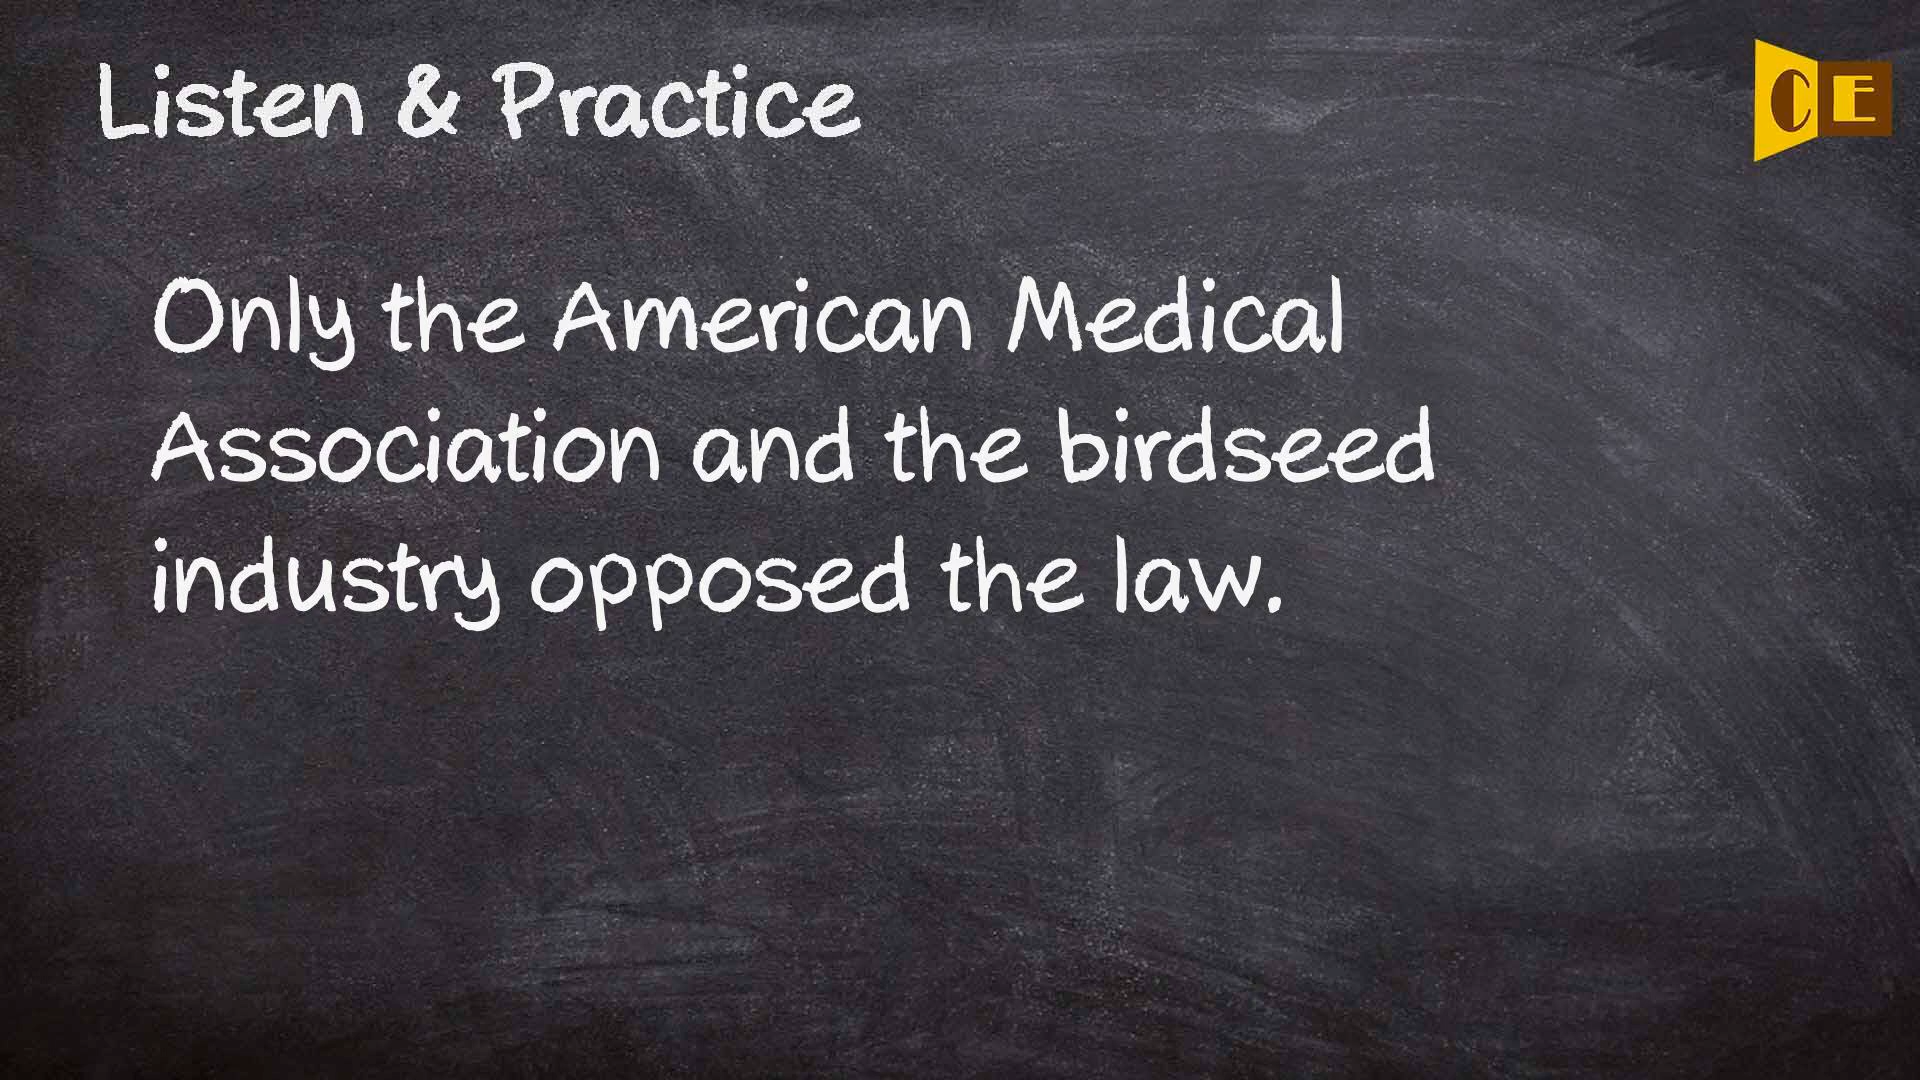 Listen & Practice
CE
Only the American Medical
Association and the birdseed
industry opposed the law.